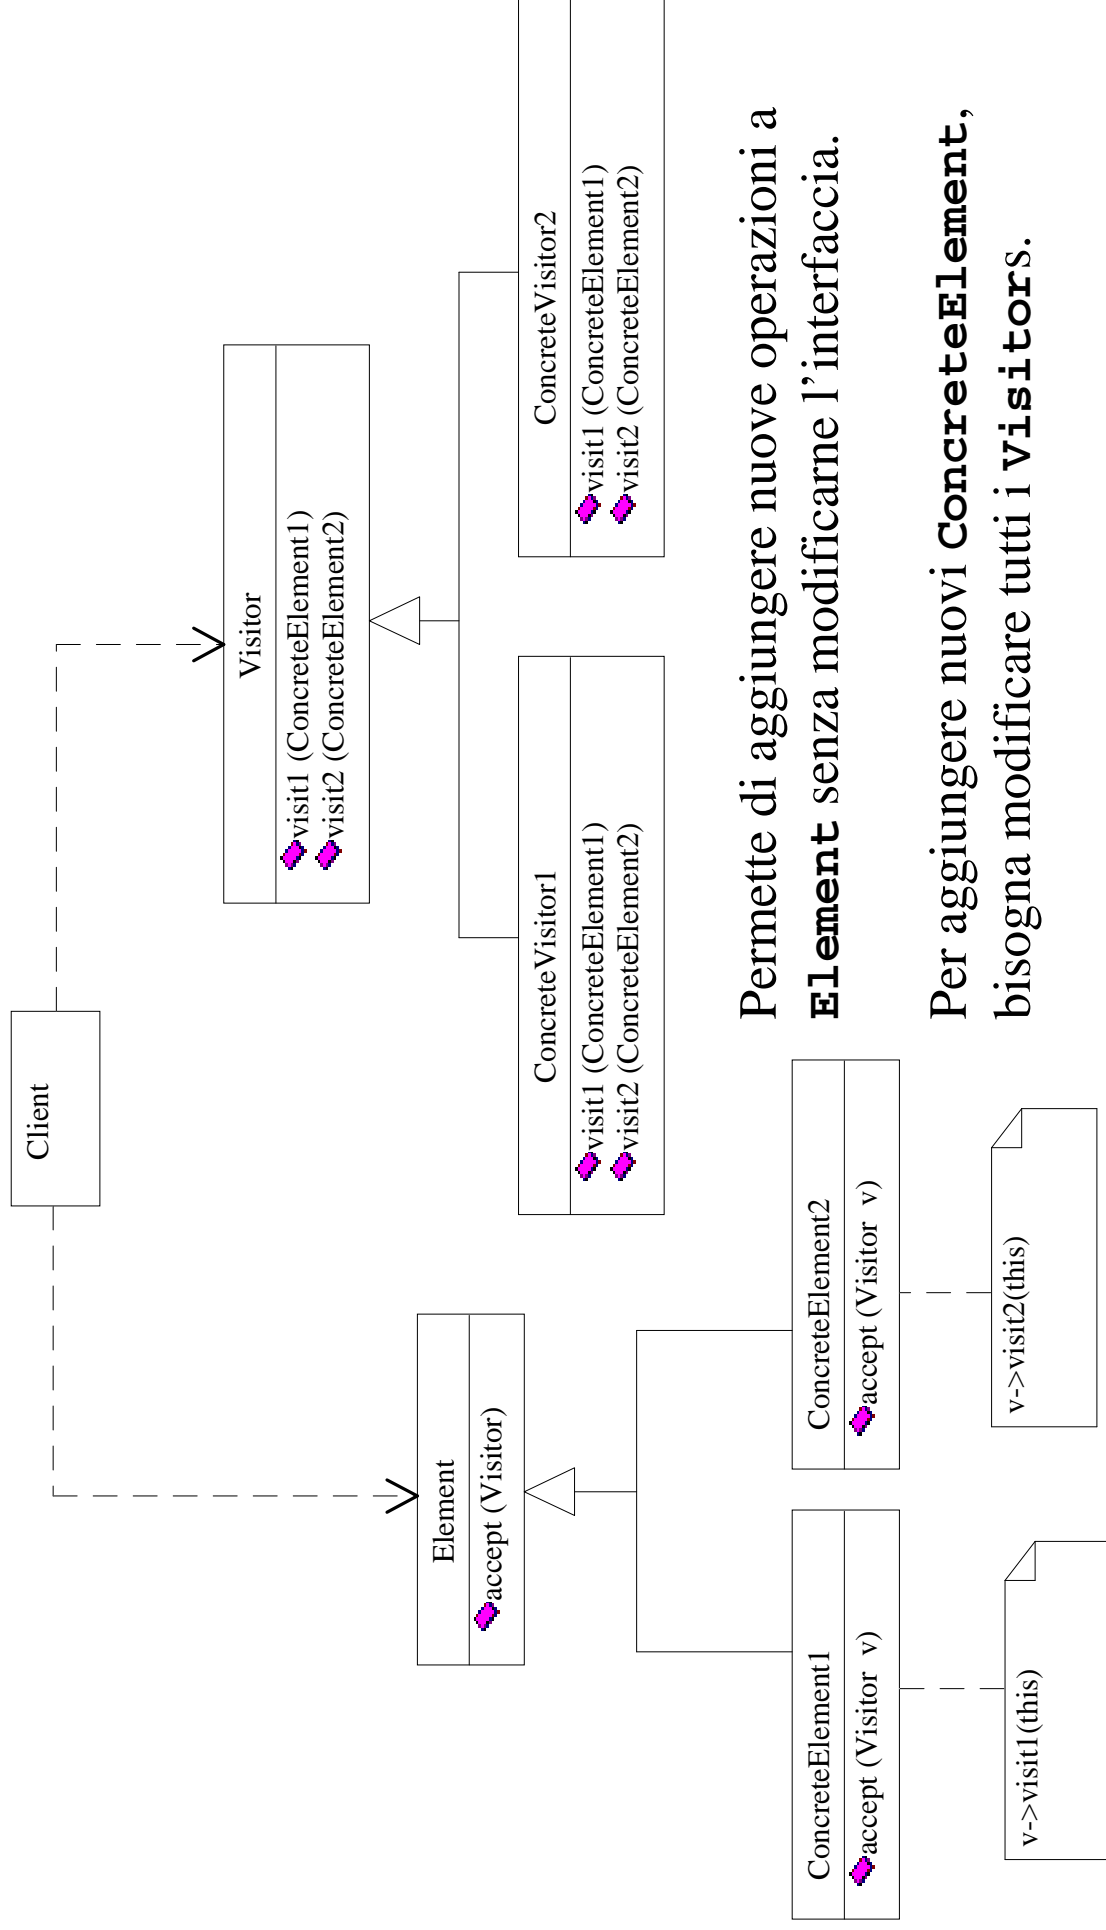 Client
Visitor
visit1 (ConcreteElement1)
visit2 (ConcreteElement2)
Element
accept (Visitor)
ConcreteVisitor1
visit1 (ConcreteElement1)
visit2 (ConcreteElement2)
ConcreteVisitor2
visit1 (ConcreteElement1)
visit2 (ConcreteElement2)
ConcreteElement1
accept (Visitor v)
ConcreteElement2
accept (Visitor v)
v->visit1(this)
v->visit2(this)
Permette di aggiungere nuove operazioni a
Element senza modificarne l'interfaccia.
Per aggiungere nuovi ConcreteElement,
bisogna modificare tutti i Visitors.